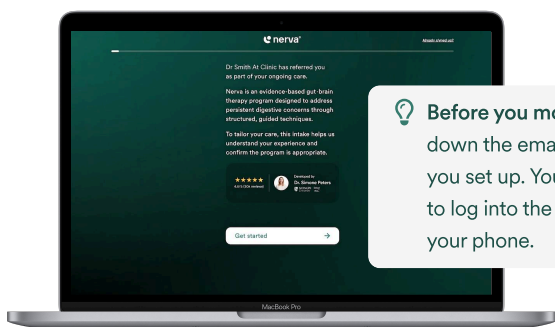 nerva
Already signed up?
Dr Smith At Clinic has referred you
as part of your ongoing care.
Nerva is an evidence-based gut-brain
therapy program designed to address
persistent digestive concerns through
structured, guided techniques.
To tailor your care, this intake helps us
understand your experience and
confirm the program is appropriate.
★★★★★
Developed by
Dr. Simone Peters
Get started →
Before you mo
down the emai
you set up. You
to log into the
your phone.
MacBook Pro